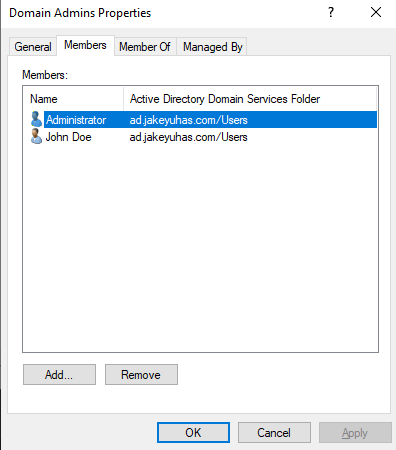 Domain Admins Properties ? ×
General Members Member Of Managed By
Members:
Name Active Directory Domain Services Folder
Administrator ad.jakeyuhas.com/Users
John Doe ad.jakeyuhas.com/Users
Add... Remove
OK Cancel Apply